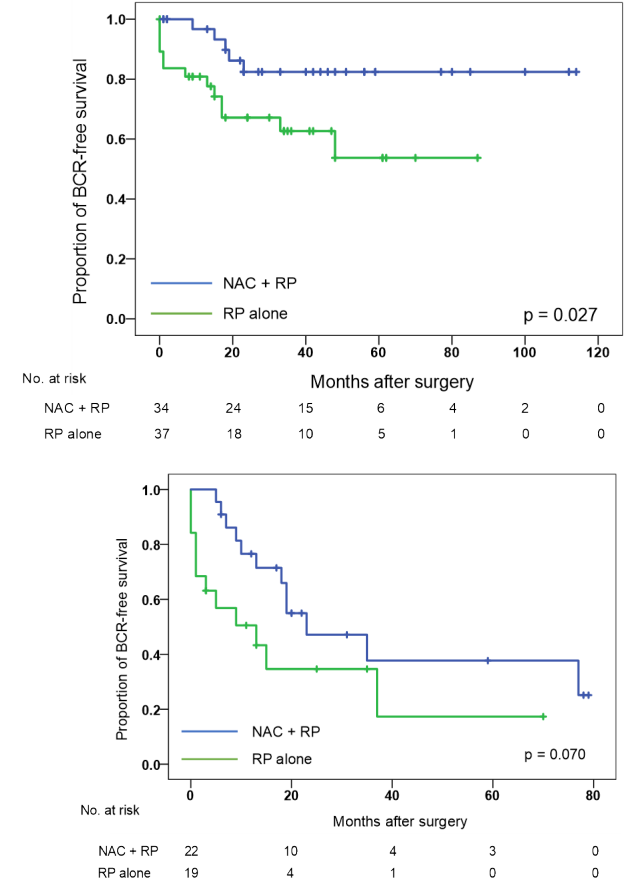 1.0
0.8
0.6
0.4
0.2
0.0
Proportion of BCR-free survival
NAC + RP
RP alone
p = 0.027
0 20 40 60 80 100 120
Months after surgery
No. at risk
NAC + RP 34 24 15 6 4 2 0
RP alone 37 18 10 5 1 0 0
1.0
0.8
0.6
0.4
0.2
0.0
Proportion of BCR-free survival
NAC + RP
RP alone
p = 0.070
0 20 40 60 80
Months after surgery
No. at risk
NAC + RP 22 10 4 3 0
RP alone 19 4 1 0 0